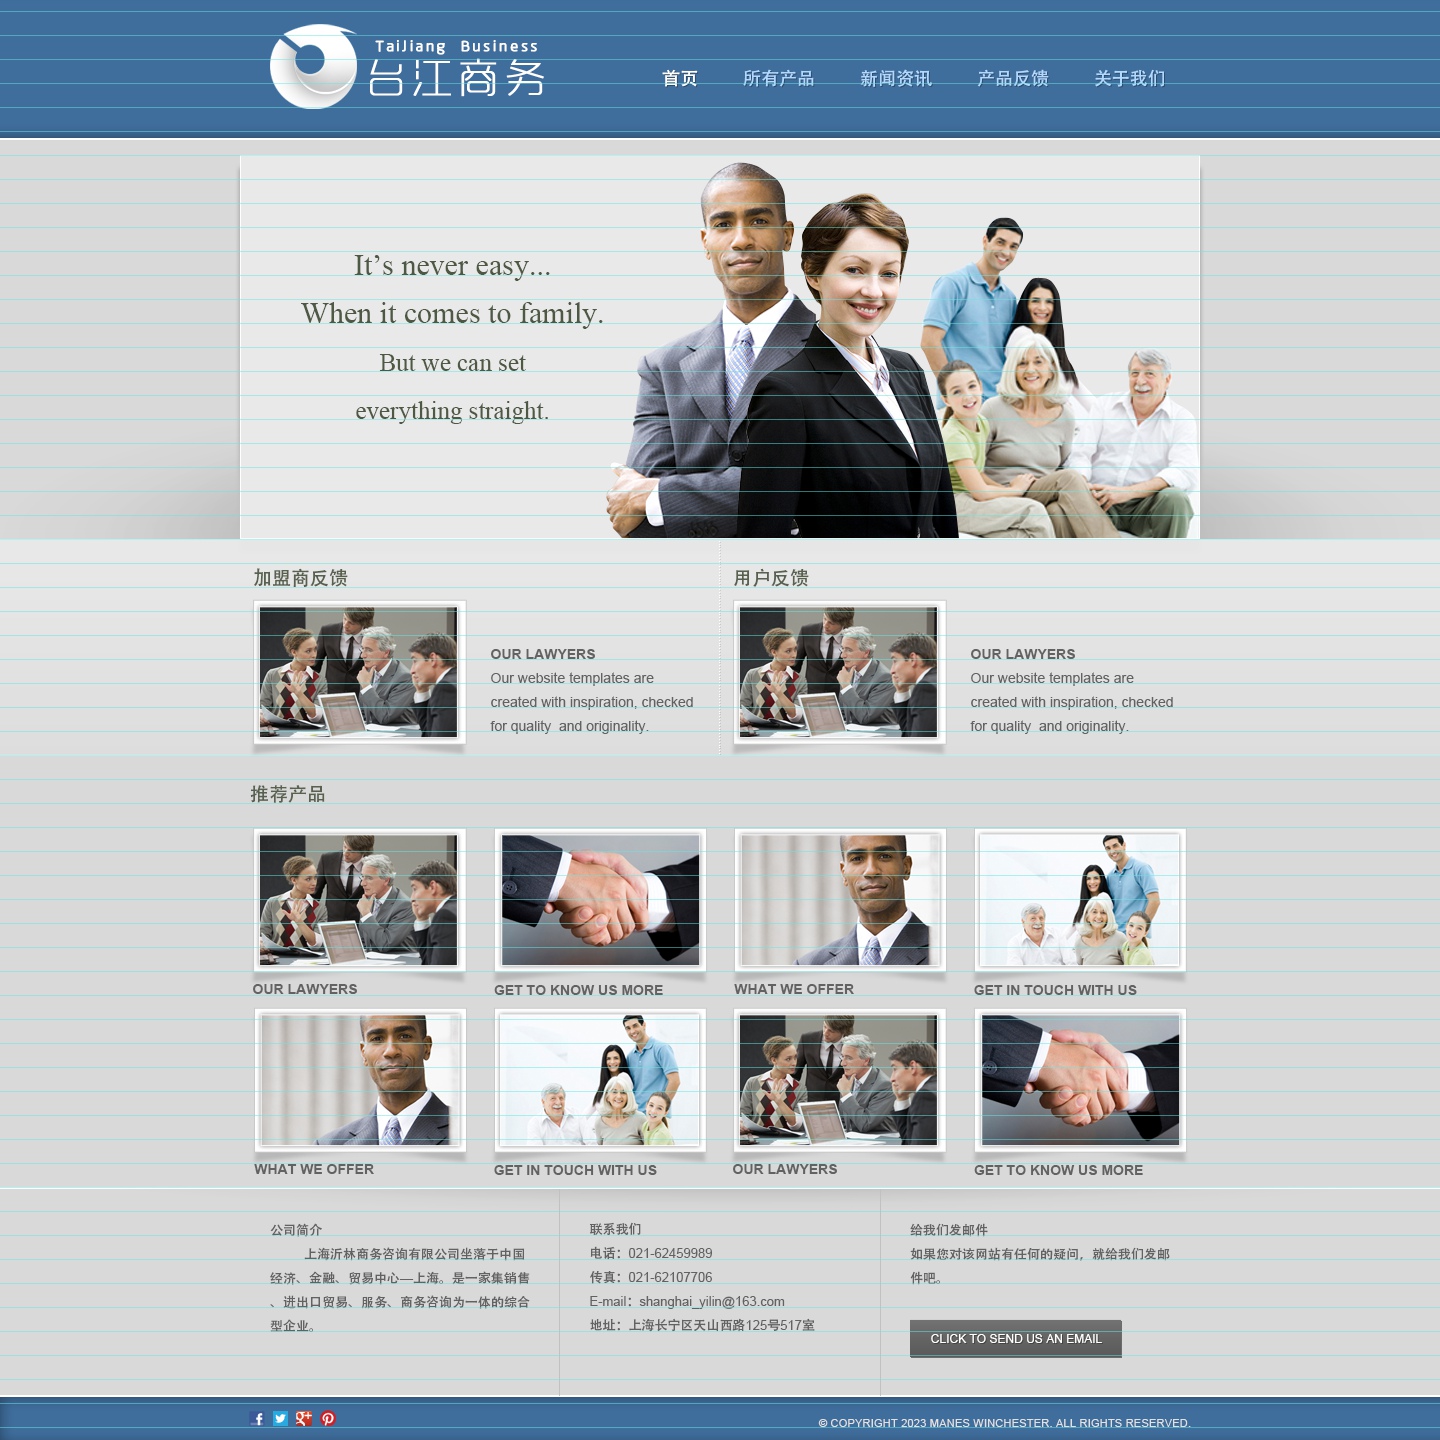 TaiJiang Business
台江商务
首页 所有产品 新闻资讯 产品反馈 关于我们
It’s never easy...
When it comes to family.
But we can set
everything straight.
加盟商反馈
OUR LAWYERS
Our website templates are
created with inspiration, checked
for quality and originality.
用户反馈
OUR LAWYERS
Our website templates are
created with inspiration, checked
for quality and originality.
推荐产品
OUR LAWYERS
GET TO KNOW US MORE
WHAT WE OFFER
GET IN TOUCH WITH US
WHAT WE OFFER
GET IN TOUCH WITH US
OUR LAWYERS
GET TO KNOW US MORE
公司简介
上海沂林商务咨询有限公司坐落于中国
经济、金融、贸易中心—上海。是一家集销售
、进出口贸易、服务、商务咨询为一体的综合
型企业。
联系我们
电话：021-62459989
传真：021-62107706
E-mail：shanghai_yilin@163.com
地址：上海长宁区天山西路125号517室
给我们发邮件
如果您对该网站有任何的疑问，就给我们发邮
件吧。
CLICK TO SEND US AN EMAIL
© COPYRIGHT 2023 MANES WINCHESTER. ALL RIGHTS RESERVED.